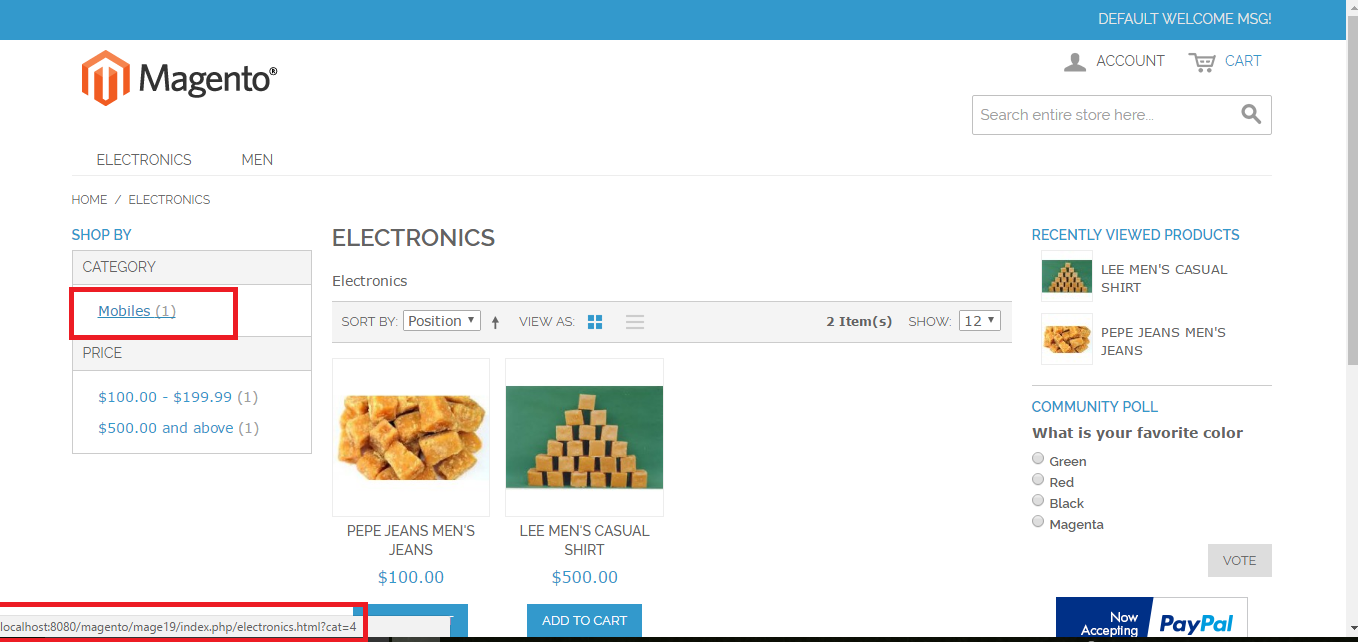 DEFAULT WELCOME MSG!
Magento®
ACCOUNT
CART
Search entire store here...
ELECTRONICS
MEN
HOME / ELECTRONICS
SHOP BY
CATEGORY
Mobiles (1)
PRICE
$100.00 - $199.99 (1)
$500.00 and above (1)
ELECTRONICS
Electronics
SORT BY: Position VIEW AS: 2 Item(s) SHOW: 12
PEPE JEANS MEN'S
JEANS
$100.00
LEE MEN'S CASUAL
SHIRT
$500.00
ADD TO CART
RECENTLY VIEWED PRODUCTS
LEE MEN'S CASUAL
SHIRT
PEPE JEANS MEN'S
JEANS
COMMUNITY POLL
What is your favorite color
Green
Red
Black
Magenta
VOTE
Now
Accepting
PayPal
localhost:8080/magento/mage19/index.php/electronics.html?cat=4